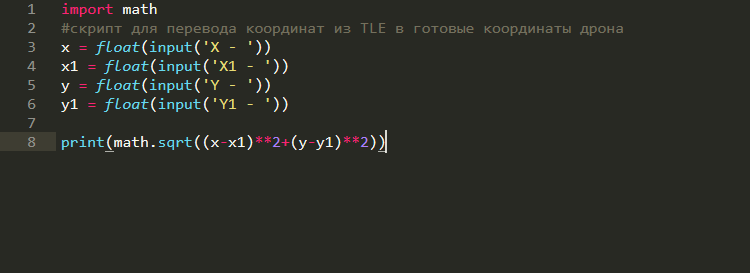 1 import math
2 #скрипт для перевода координат из TLE в готовые координаты дрона
3 x = float(input('X - '))
4 x1 = float(input('X1 - '))
5 y = float(input('Y - '))
6 y1 = float(input('Y1 - '))
7
8 print(math.sqrt((x-x1)**2+(y-y1)**2))